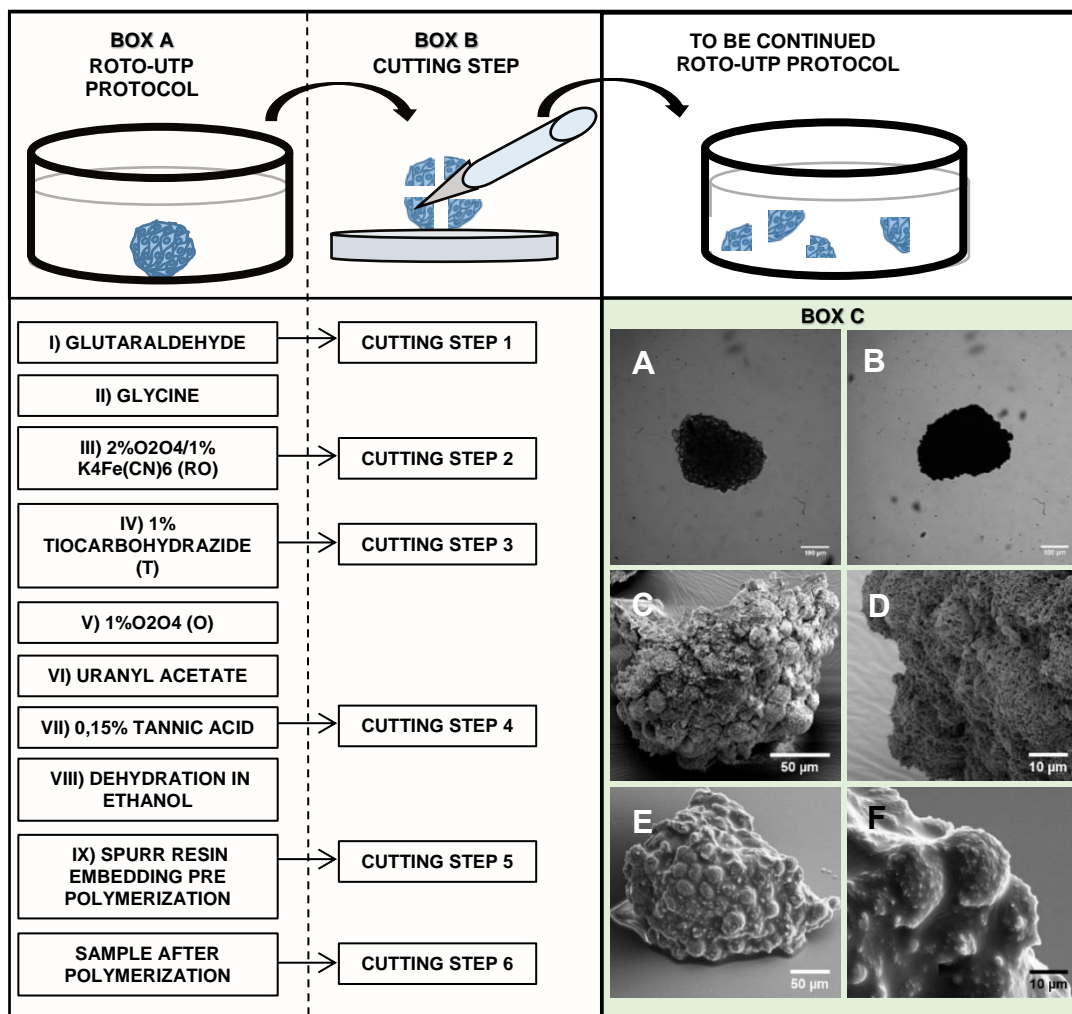 BOX A
ROTO-UTP
PROTOCOL
BOX B
CUTTING STEP
TO BE CONTINUED
ROTO-UTP PROTOCOL
I) GLUTARALDEHYDE
CUTTING STEP 1
II) GLYCINE
III) 2%O2O4/1%
K4Fe(CN)6 (RO)
CUTTING STEP 2
IV) 1%
TIOCARBOHYDRAZIDE
(T)
CUTTING STEP 3
V) 1%O2O4 (O)
VI) URANYL ACETATE
VII) 0,15% TANNIC ACID
CUTTING STEP 4
VIII) DEHYDRATION IN
ETHANOL
IX) SPURR RESIN
EMBEDDING PRE
POLYMERIZATION
CUTTING STEP 5
SAMPLE AFTER
POLYMERIZATION
CUTTING STEP 6
BOX C
A
100 µm
B
100 µm
C
50 µm
D
10 µm
E
50 µm
F
10 µm